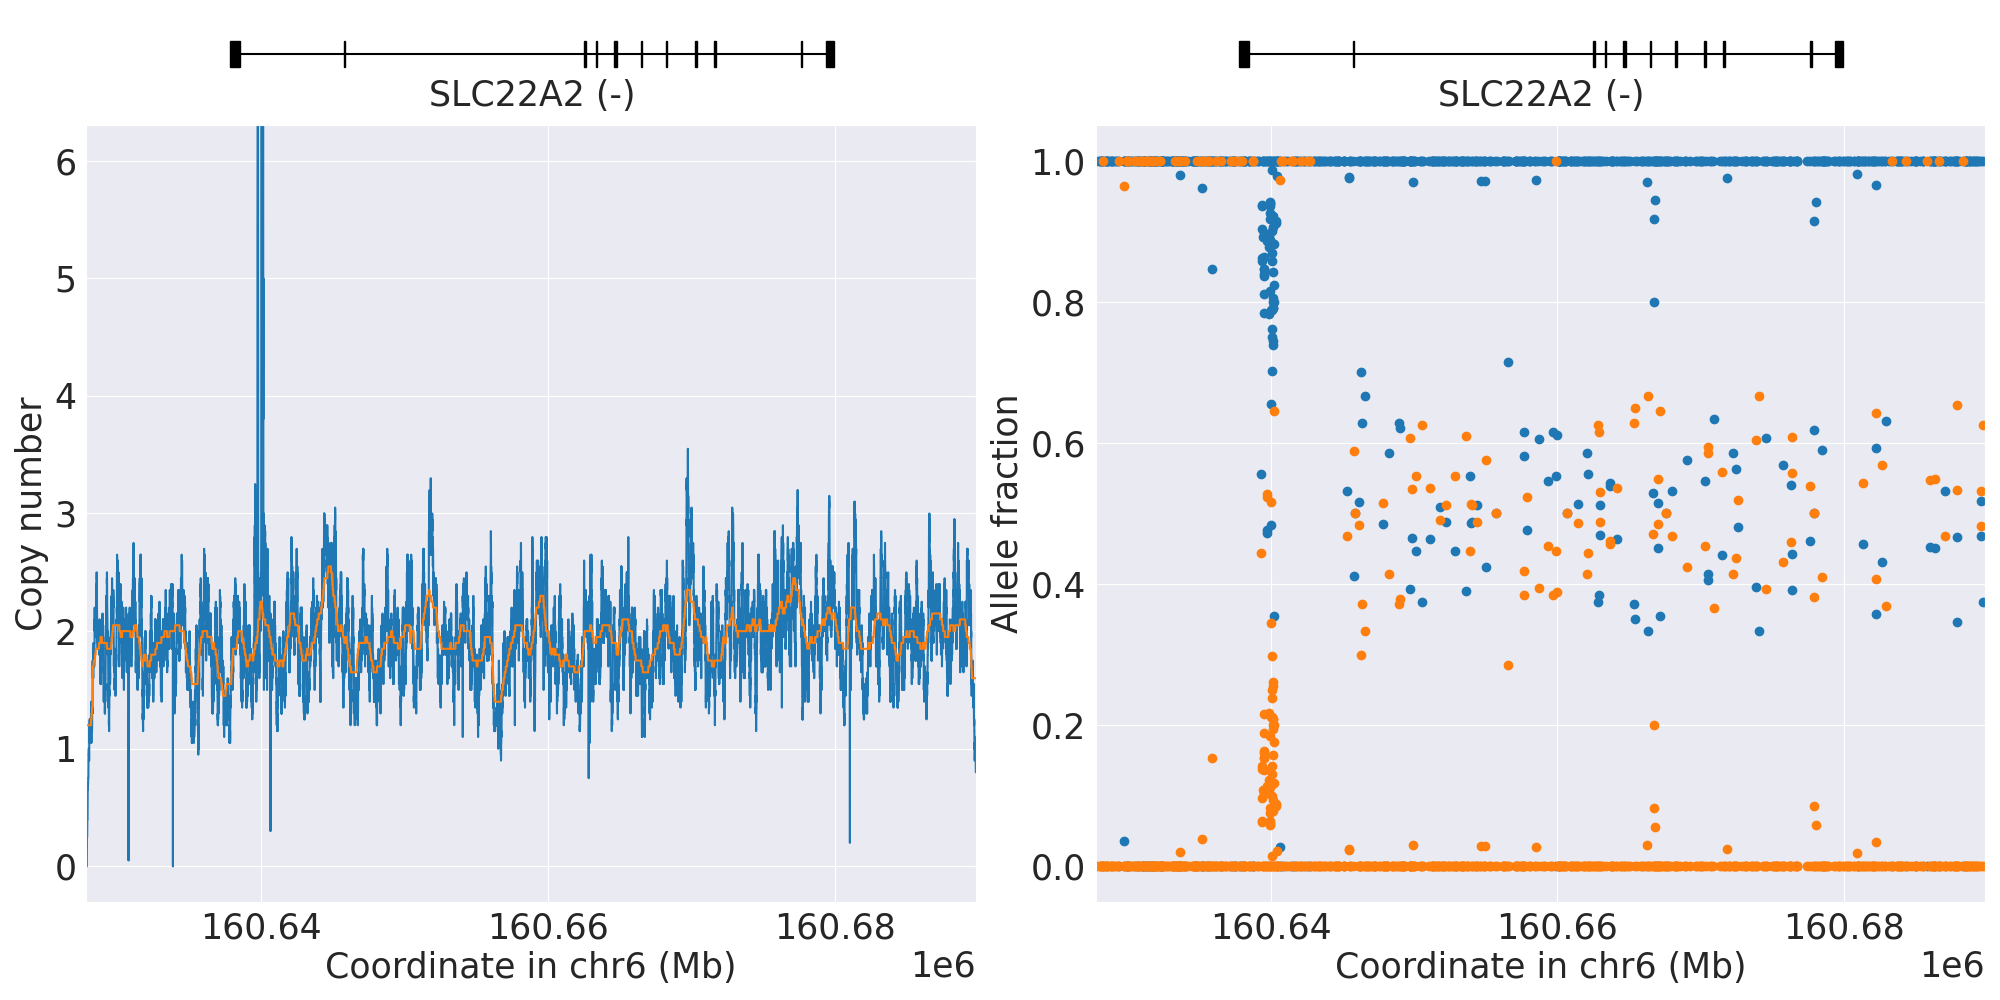 SLC22A2 (-)
Copy number
6
5
4
3
2
1
0
160.64
160.66
160.68
Coordinate in chr6 (Mb)
1e6
SLC22A2 (-)
Allele fraction
1.0
0.8
0.6
0.4
0.2
0.0
160.64
160.66
160.68
Coordinate in chr6 (Mb)
1e6